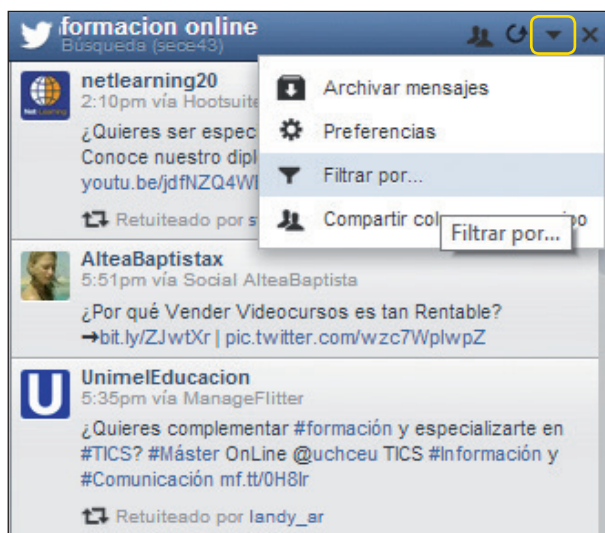 formacion online
Búsqueda (sece43)
netlearning20
2:10pm vía Hootsuite
¿Quieres ser espec
Conoce nuestro dipl
youtu.be/jdfNZQ4W
Retuiteado por s
Archivar mensajes
Preferencias
Filtrar por...
Compartir col
po
Filtrar por...
AlteaBaptistax
5:51pm vía Social AlteaBaptista
¿Por qué Vender Videocursos es tan Rentable?
→bit.ly/ZJwtXr | pic.twitter.com/wzc7WplwpZ
UnimelEducacion
5:35pm vía ManageFlitter
¿Quieres complementar #formación y especializarte en
#TICS? #Máster OnLine @uchceu TICS #Información y
#Comunicación mf.tt/0H8lr
Retuiteado por landy_ar